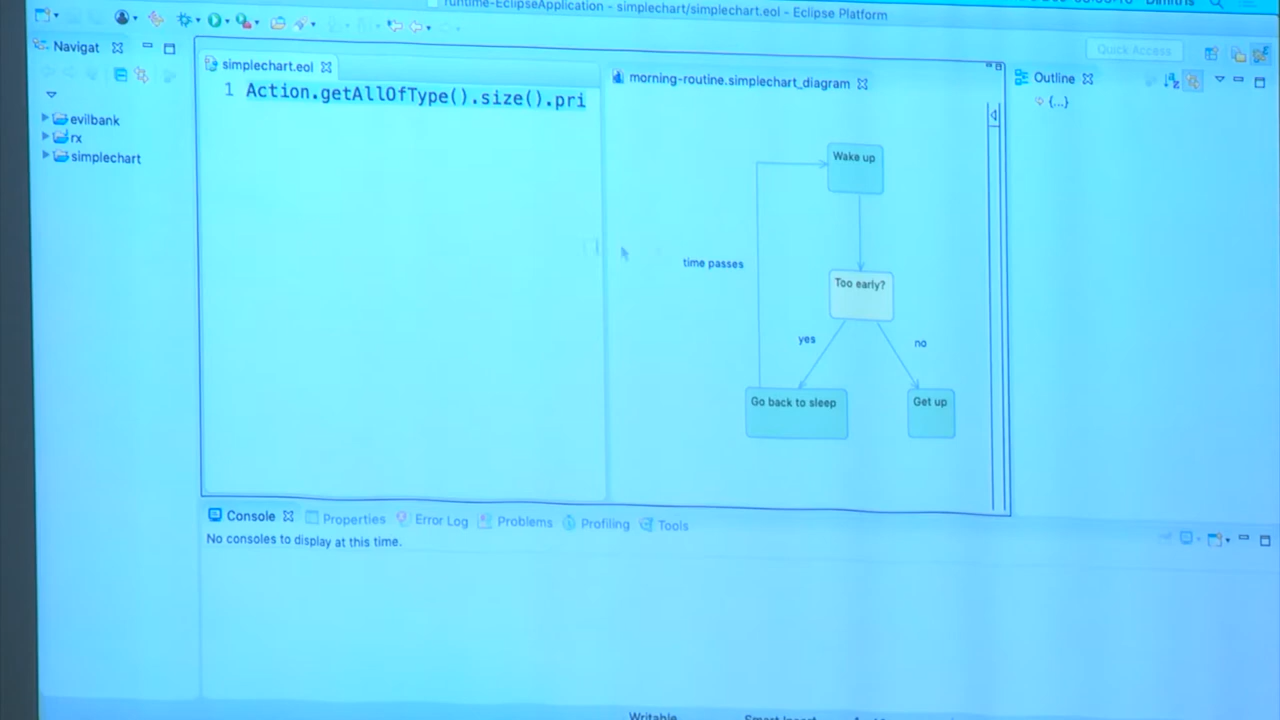 runtime-EclipseApplication - simplechart/simplechart.eol - Eclipse Platform
Quick Access
Navigat
evilbank
rx
simplechart
simplechart.eol
1 Action.getAllOfType().size().pri
morning-routine.simplechart_diagram
Wake up
time passes
Too early?
yes
no
Go back to sleep
Get up
Outline
{...}
Console
Properties
Error Log
Problems
Profiling
Tools
No consoles to display at this time.
Writable